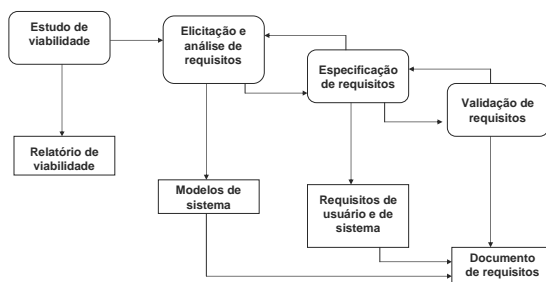 Estudo de
viabilidade
Elicitação e
análise de
requisitos
Especificação
de requisitos
Validação de
requisitos
Relatório de
viabilidade
Modelos de
sistema
Requisitos de
usuário e de
sistema
Documento
de requisitos